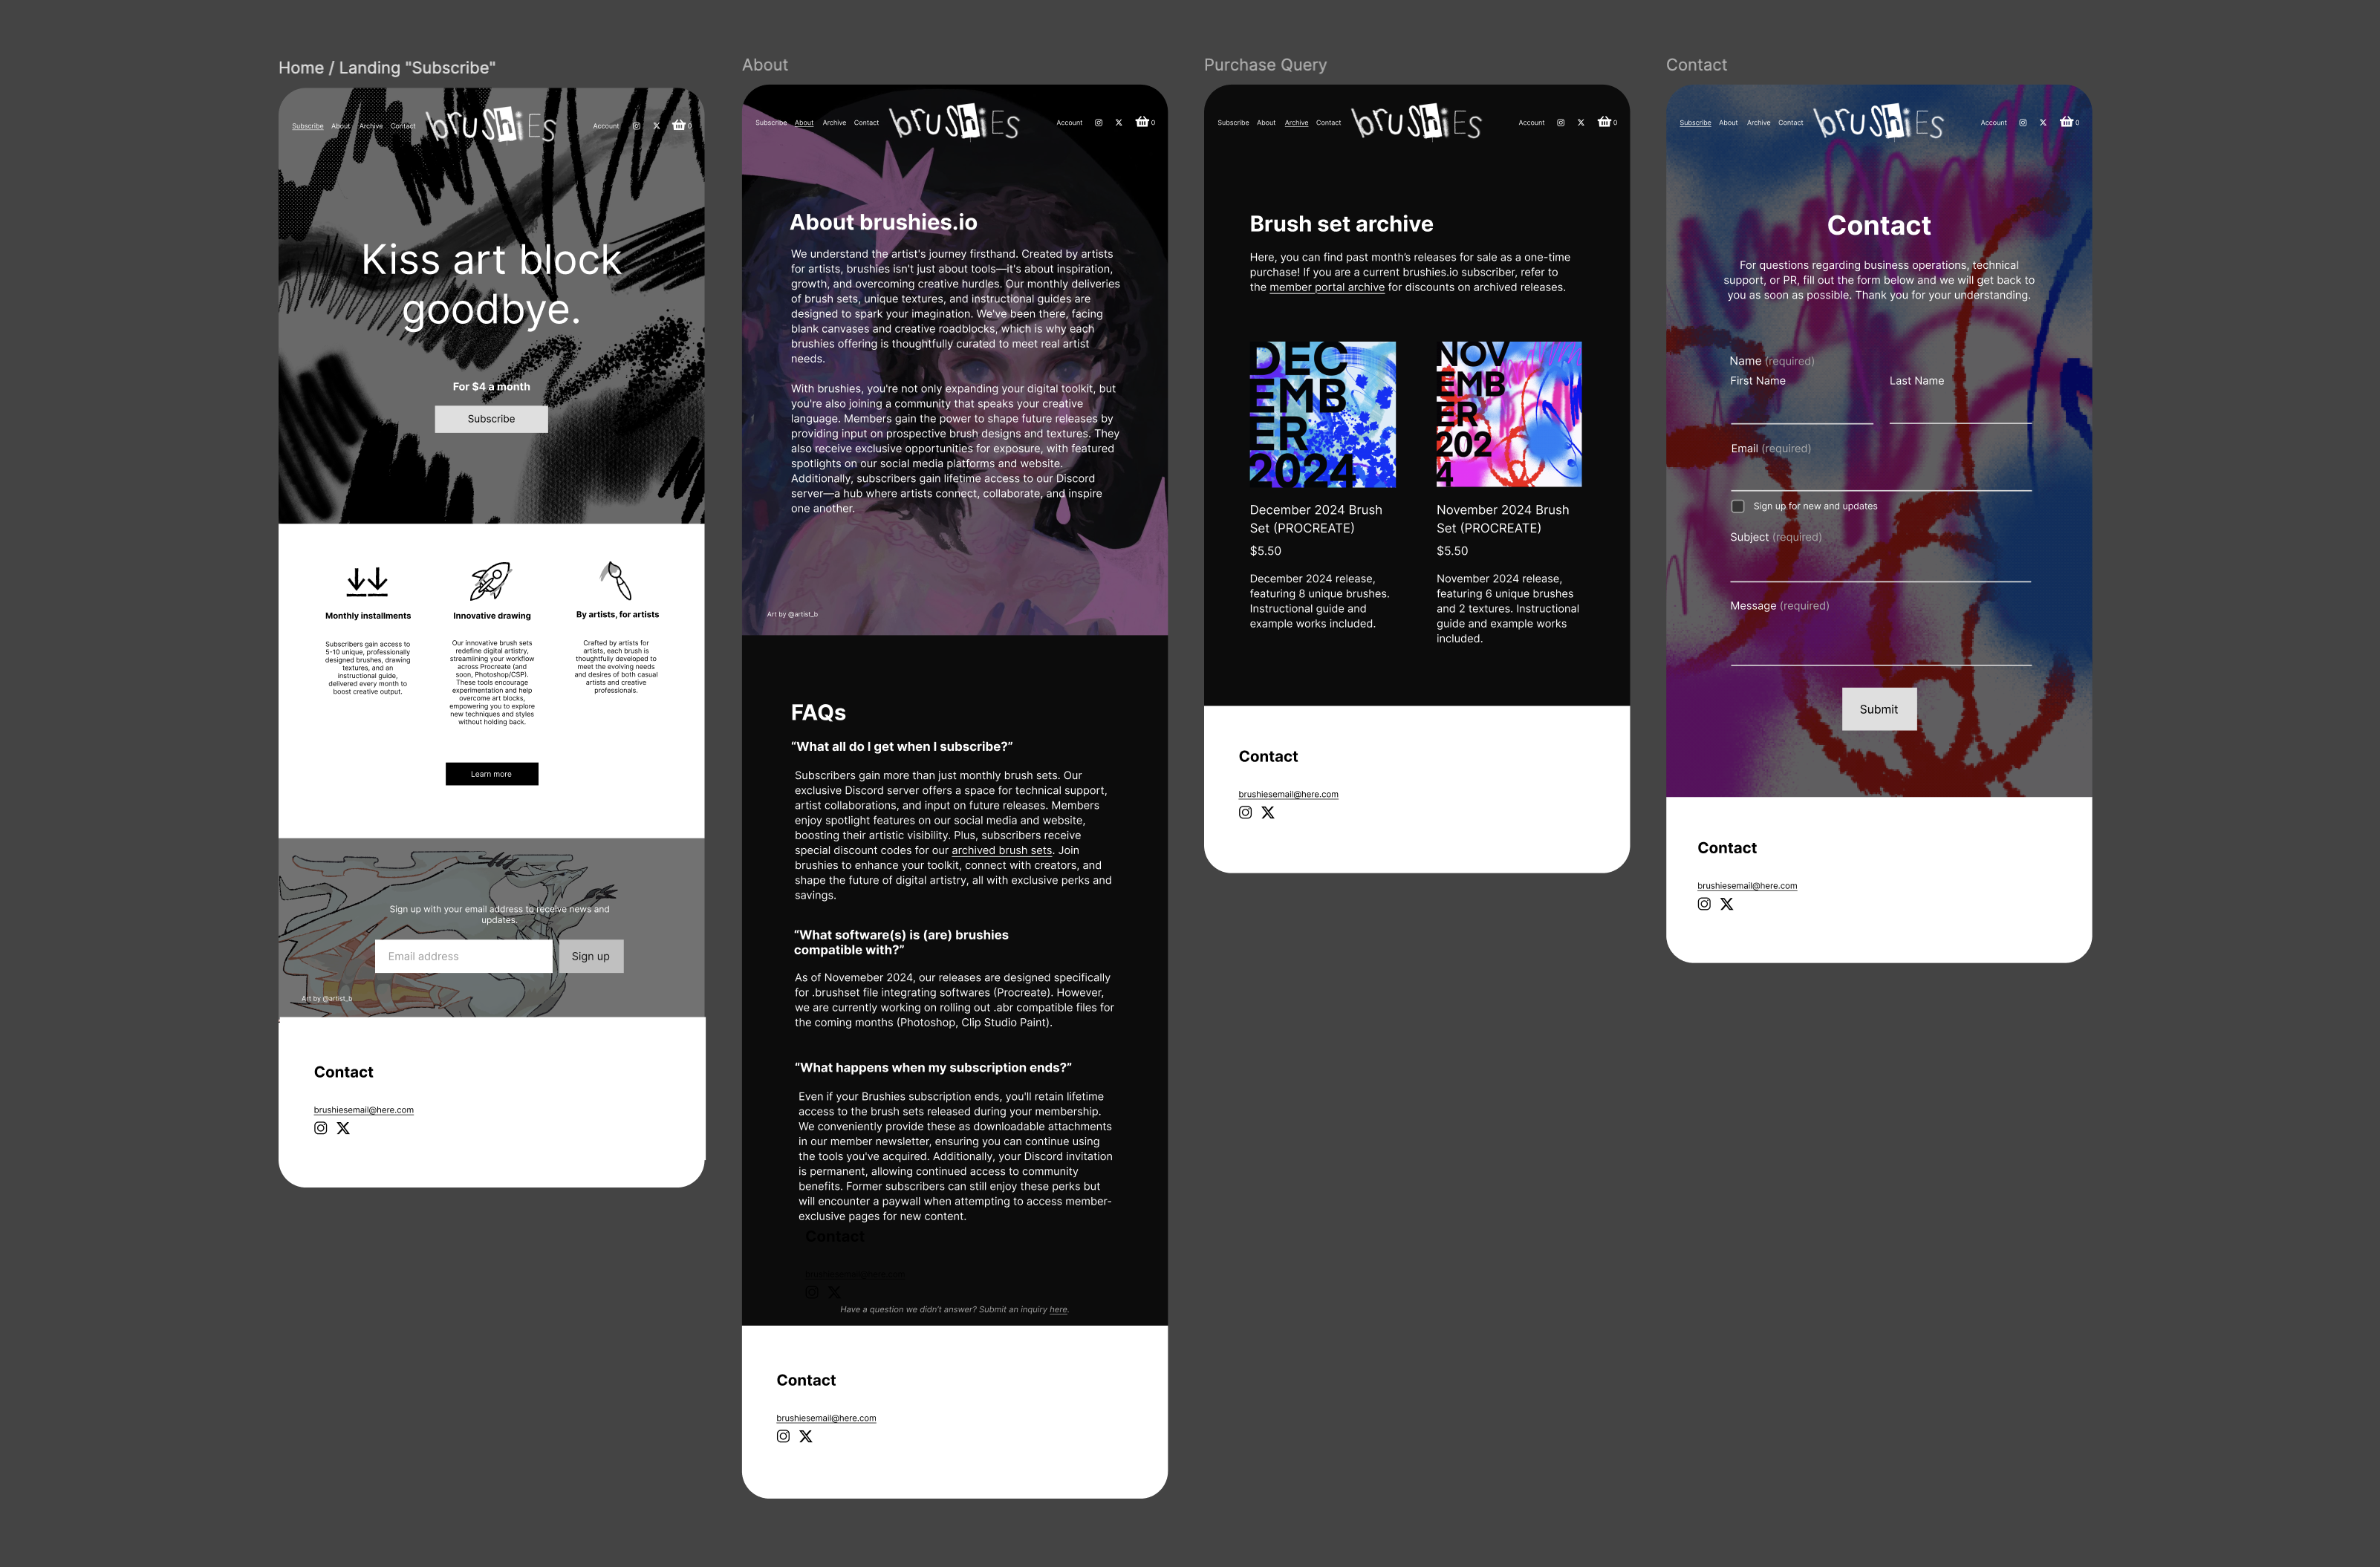 Home / Landing "Subscribe"
Subscribe About Archive Contact
brushies
Account 0
Kiss art block
goodbye.
For $4 a month
Subscribe
Monthly installments
Subscribers gain access to
5-10 unique, professionally
designed brushes, drawing
textures, and an
instructional guide,
delivered every month to
boost creative output.
Innovative drawing
Our innovative brush sets
redefine digital artistry,
streamlining your workflow
across Procreate (and
soon, Photoshop/CSP).
These tools encourage
experimentation and help
overcome art blocks,
empowering you to explore
new techniques and styles
without holding back.
By artists, for artists
Crafted by artists for
artists, each brush is
thoughtfully developed to
meet the evolving needs
and desires of both casual
artists and creative
professionals.
Learn more
Sign up with your email address to receive news and
updates.
Email address
Sign up
Art by @artist_b
Contact
brushiesemail@here.com
About
Subscribe About Archive Contact
brushies
Account 0
About brushies.io
We understand the artist's journey firsthand. Created by artists
for artists, brushies isn't just about tools—it's about inspiration,
growth, and overcoming creative hurdles. Our monthly deliveries
of brush sets, unique textures, and instructional guides are
designed to spark your imagination. We've been there, facing
blank canvases and creative roadblocks, which is why each
brushies offering is thoughtfully curated to meet real artist
needs.
With brushies, you're not only expanding your digital toolkit, but
you're also joining a community that speaks your creative
language. Members gain the power to shape future releases by
providing input on prospective brush designs and textures. They
also receive exclusive opportunities for exposure, with featured
spotlights on our social media platforms and website.
Additionally, subscribers gain lifetime access to our Discord
server—a hub where artists connect, collaborate, and inspire
one another.
Art by @artist_b
FAQs
“What all do I get when I subscribe?”
Subscribers gain more than just monthly brush sets. Our
exclusive Discord server offers a space for technical support,
artist collaborations, and input on future releases. Members
enjoy spotlight features on our social media and website,
boosting their artistic visibility. Plus, subscribers receive
special discount codes for our archived brush sets. Join
brushies to enhance your toolkit, connect with creators, and
shape the future of digital artistry, all with exclusive perks and
savings.
“What software(s) is (are) brushies
compatible with?”
As of Novemeber 2024, our releases are designed specifically
for .brushset file integrating softwares (Procreate). However,
we are currently working on rolling out .abr compatible files for
the coming months (Photoshop, Clip Studio Paint).
“What happens when my subscription ends?”
Even if your Brushies subscription ends, you'll retain lifetime
access to the brush sets released during your membership.
We conveniently provide these as downloadable attachments
in our member newsletter, ensuring you can continue using
the tools you've acquired. Additionally, your Discord invitation
is permanent, allowing continued access to community
benefits. Former subscribers can still enjoy these perks but
will encounter a paywall when attempting to access member-
exclusive pages for new content.
Contact
brushiesemail@here.com
Have a question we didn't answer? Submit an inquiry here.
Contact
brushiesemail@here.com
Purchase Query
Subscribe About Archive Contact
brushies
Account 0
Brush set archive
Here, you can find past month's releases for sale as a one-time
purchase! If you are a current brushies.io subscriber, refer to
the member portal archive for discounts on archived releases.
DEC
EMB
ER
2024
December 2024 Brush
Set (PROCREATE)
$5.50
December 2024 release,
featuring 8 unique brushes.
Instructional guide and
example works included.
NOV
EMB
ER
202
4
November 2024 Brush
Set (PROCREATE)
$5.50
November 2024 release,
featuring 6 unique brushes
and 2 textures. Instructional
guide and example works
included.
Contact
brushiesemail@here.com
Contact
Subscribe About Archive Contact
brushies
Account 0
Contact
For questions regarding business operations, technical
support, or PR, fill out the form below and we will get back to
you as soon as possible. Thank you for your understanding.
Name (required)
First Name Last Name
Email (required)
Sign up for new and updates
Subject (required)
Message (required)
Submit
Contact
brushiesemail@here.com